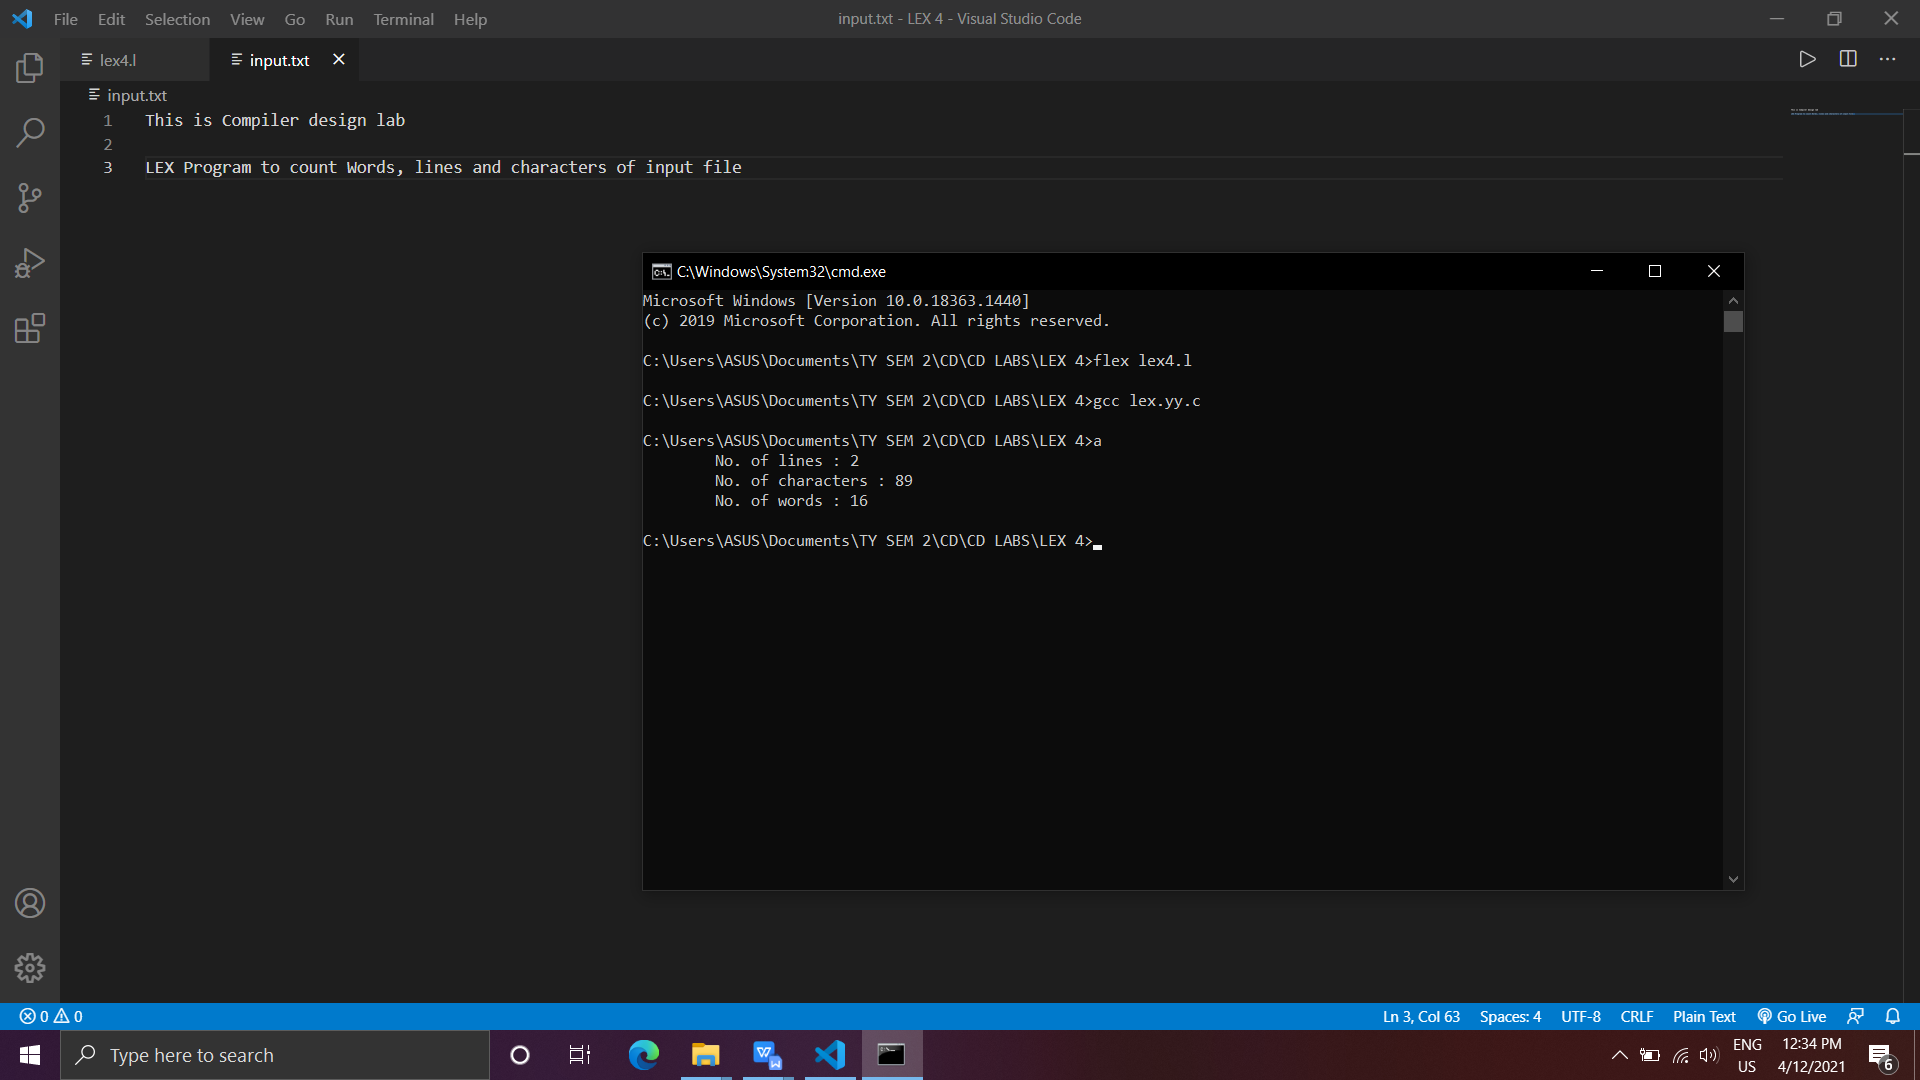 File Edit Selection View Go Run Terminal Help
input.txt - LEX 4 - Visual Studio Code
lex4.l
input.txt
input.txt
1 This is Compiler design lab
2
3 LEX Program to count Words, lines and characters of input file
C:\Windows\System32\cmd.exe
Microsoft Windows [Version 10.0.18363.1440]
(c) 2019 Microsoft Corporation. All rights reserved.
C:\Users\ASUS\Documents\TY SEM 2\CD\CD LABS\LEX 4>flex lex4.l
C:\Users\ASUS\Documents\TY SEM 2\CD\CD LABS\LEX 4>gcc lex.yy.c
C:\Users\ASUS\Documents\TY SEM 2\CD\CD LABS\LEX 4>a
No. of lines : 2
No. of characters : 89
No. of words : 16
C:\Users\ASUS\Documents\TY SEM 2\CD\CD LABS\LEX 4>
0 0
Ln 3, Col 63 Spaces: 4 UTF-8 CRLF Plain Text Go Live
Type here to search
ENG
US
12:34 PM
4/12/2021
6